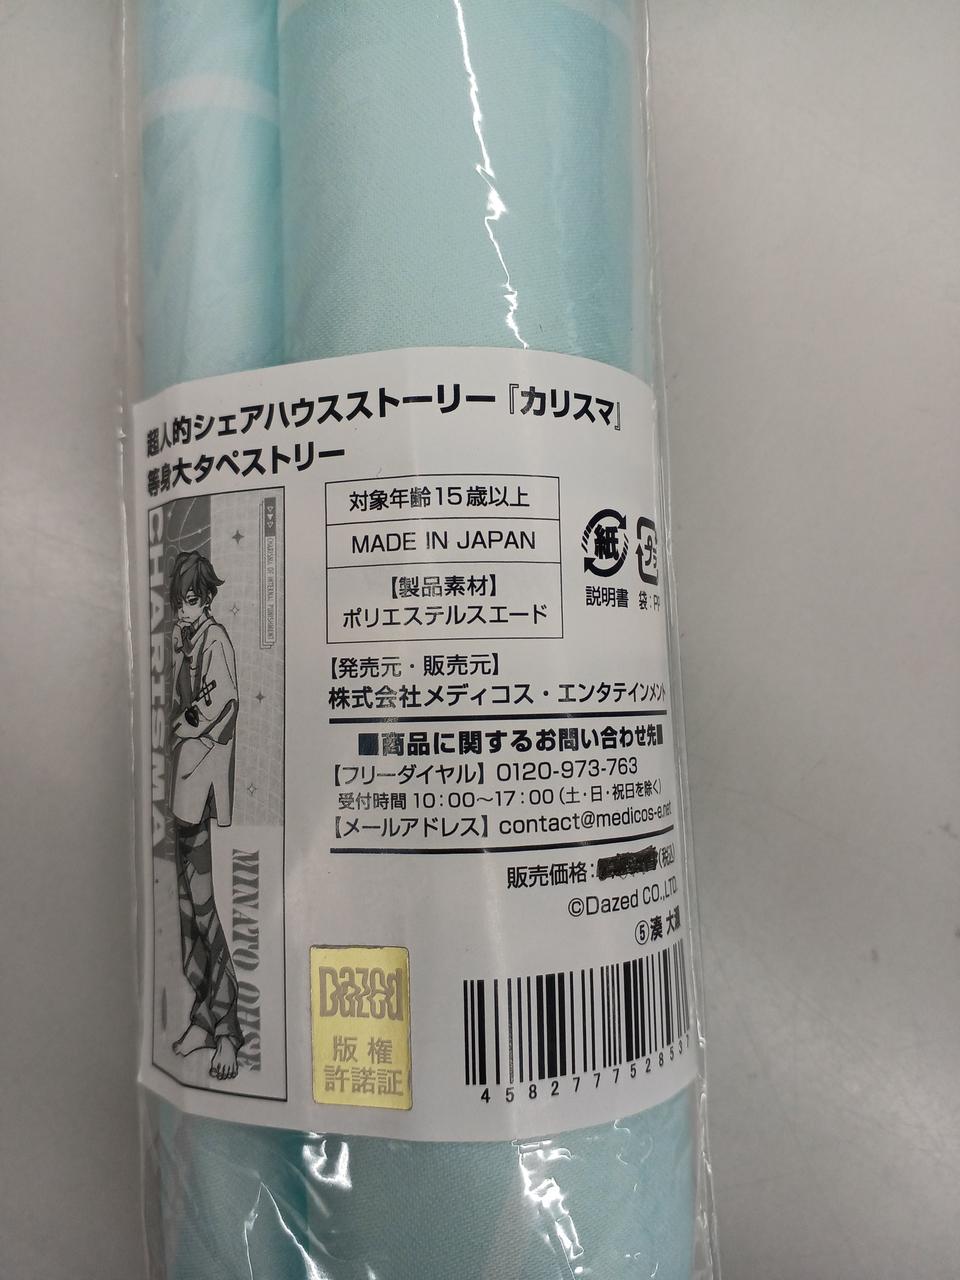 超人的シェアハウスストーリー『カリスマ』
等身大タペストリー
CHARISMA
CHARISMA OF INTERNAL PUNISHMENT
MINATO OHSE
対象年齢15歳以上
MADE IN JAPAN
【製品素材】
ポリエステルスエード
紙
説明書
プラ
袋:PP
【発売元・販売元】
株式会社メディコス・エンタテインメント
■商品に関するお問い合わせ先■
【フリーダイヤル】0120-973-763
受付時間 10:00～17:00(土・日・祝日を除く)
【メールアドレス】contact@medicos-e.net
販売価格:(税込)
©Dazed CO.,LTD.
⑤湊 大瀬
Dazed
版権
許諾証
4582777528537